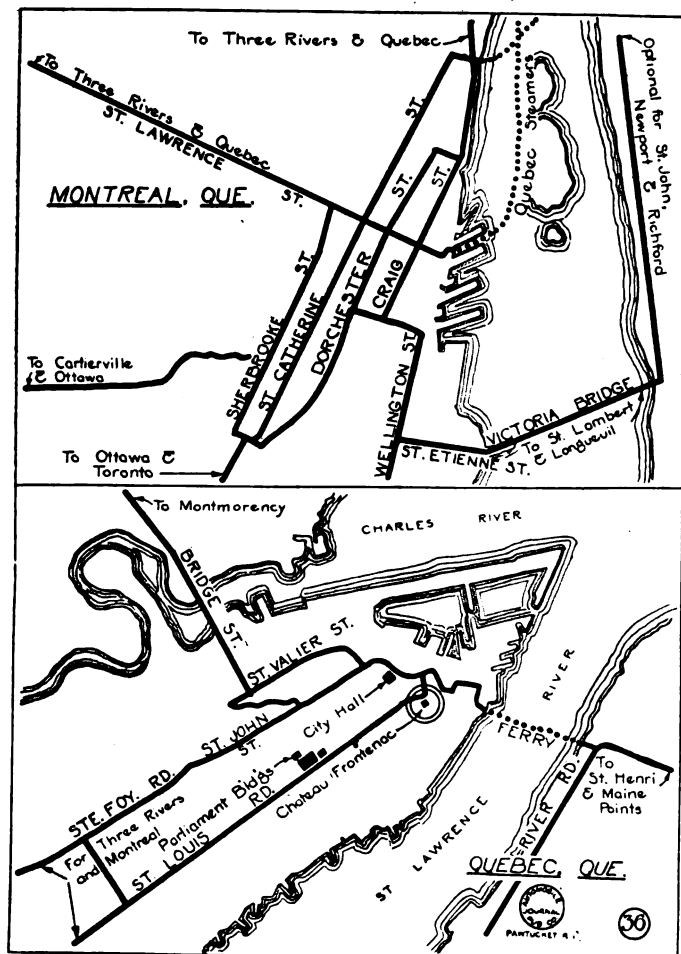 To Three Rivers & Quebec
To Three Rivers & Quebec
ST. LAWRENCE ST.
MONTREAL, QUE.
ST.
ST.
ST.
Quebec Steamers
Optional for St. John,
Newport & Richford
SHERBROOKE ST.
ST. CATHERINE
DORCHESTER
CRAIG
WELLINGTON ST.
To Cartierville
& Ottawa
To Ottawa &
Toronto
VICTORIA BRIDGE
ST. ETIENNE ST.
To St. Lambert
& Longueuil
To Montmorency
CHARLES RIVER
BRIDGE ST.
ST. VALIER ST.
ST. JOHN
ST.
City Hall
RIVER
FERRY
STE. FOY RD.
Parliament Bld'gs
Chateau Frontenac
For Three Rivers
and Montreal
ST. LOUIS RD.
ST LAWRENCE
RIVER RD.
To
St. Henri
& Maine
Points
QUEBEC, QUE.
AUTOMOBILE JOURNAL
PAWTUCKET R.I.
36